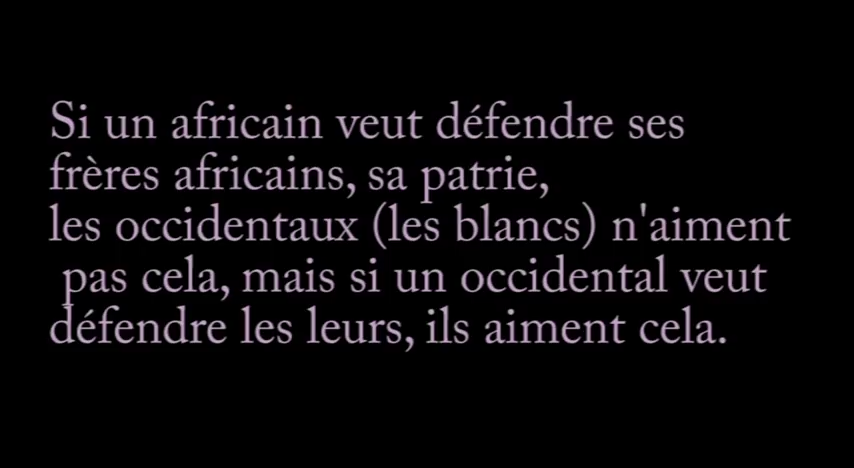 Si un africain veut défendre ses
frères africains, sa patrie,
les occidentaux (les blancs) n'aiment
pas cela, mais si un occidental veut
défendre les leurs, ils aiment cela.